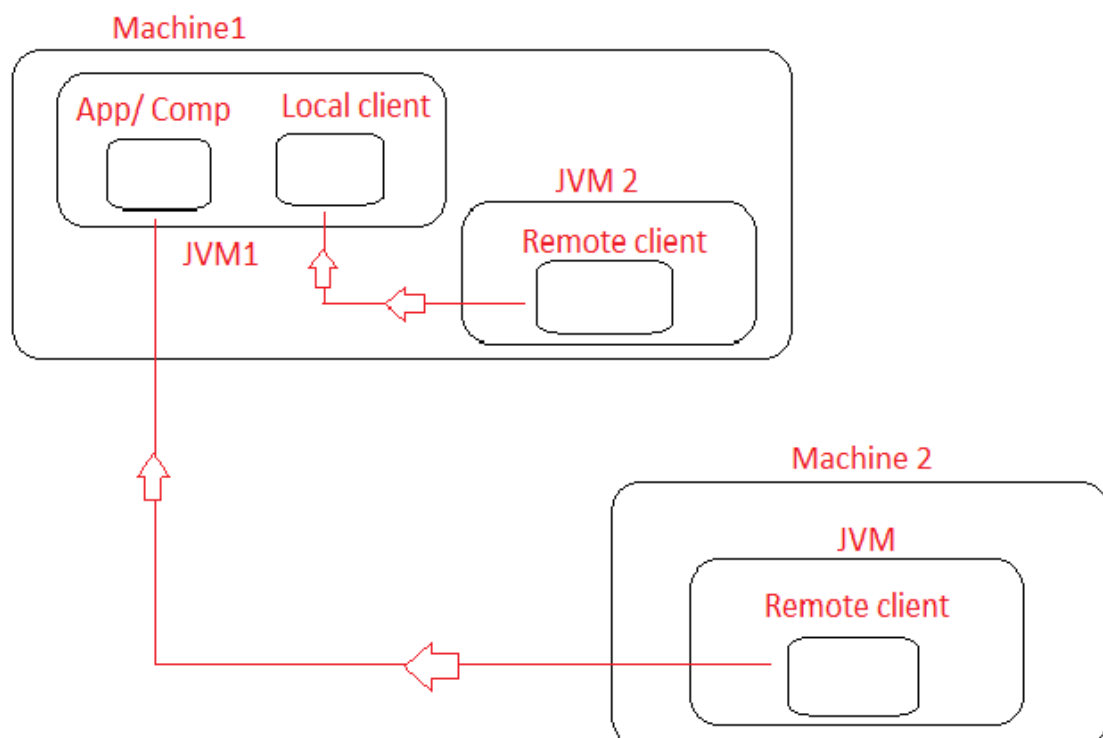 Machine1
App/ Comp
Local client
JVM 2
Remote client
JVM1
Machine 2
JVM
Remote client